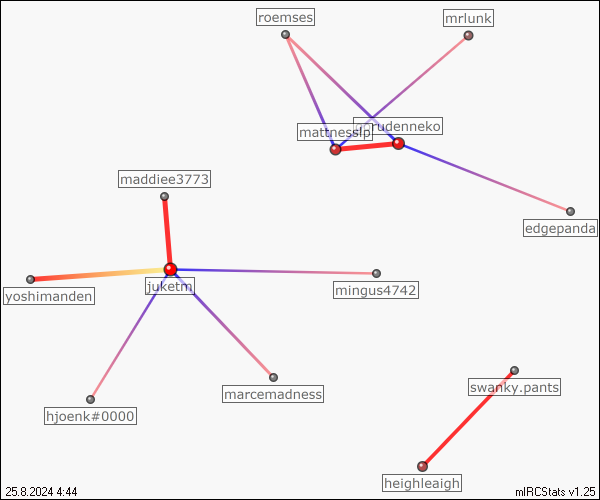 roemses
mrlunk
mattnesslp
rudenneko
maddiee3773
edgepanda
yoshimanden
juketm
mingus4742
swanky.pants
marcemadness
hjoenk#0000
heighleaigh
25.8.2024 4:44
mIRCStats v1.25